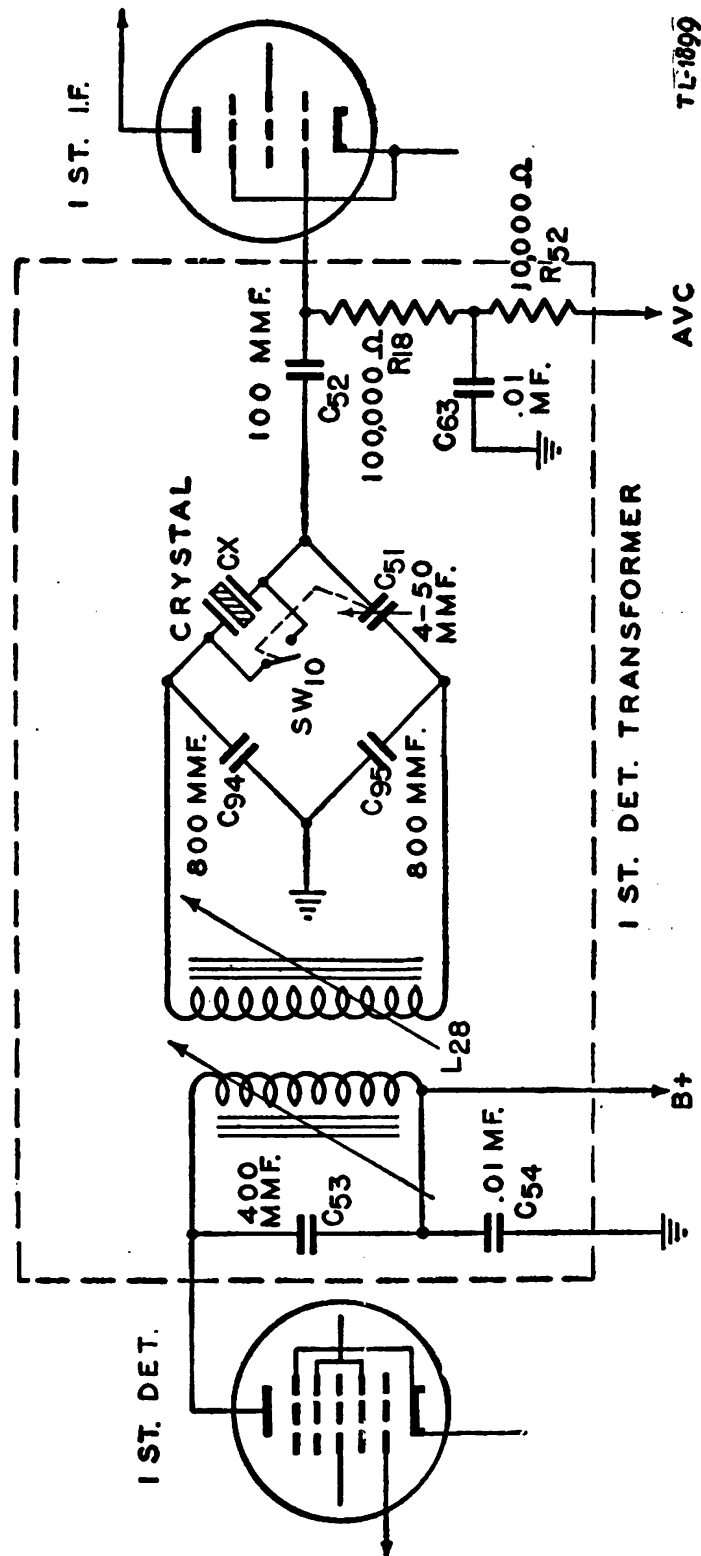 1 ST. DET.
400
MMF.
C53
.01 MF.
C54
B+
L28
800 MMF.
C94
C95
800 MMF.
CRYSTAL
CX
SW10
C51
4-50
MMF.
100 MMF.
C52
100,000 Ω
R18
C63
.01
MF.
10,000 Ω
R52
AVC
1 ST. I.F.
1 ST. DET. TRANSFORMER
TL-1899